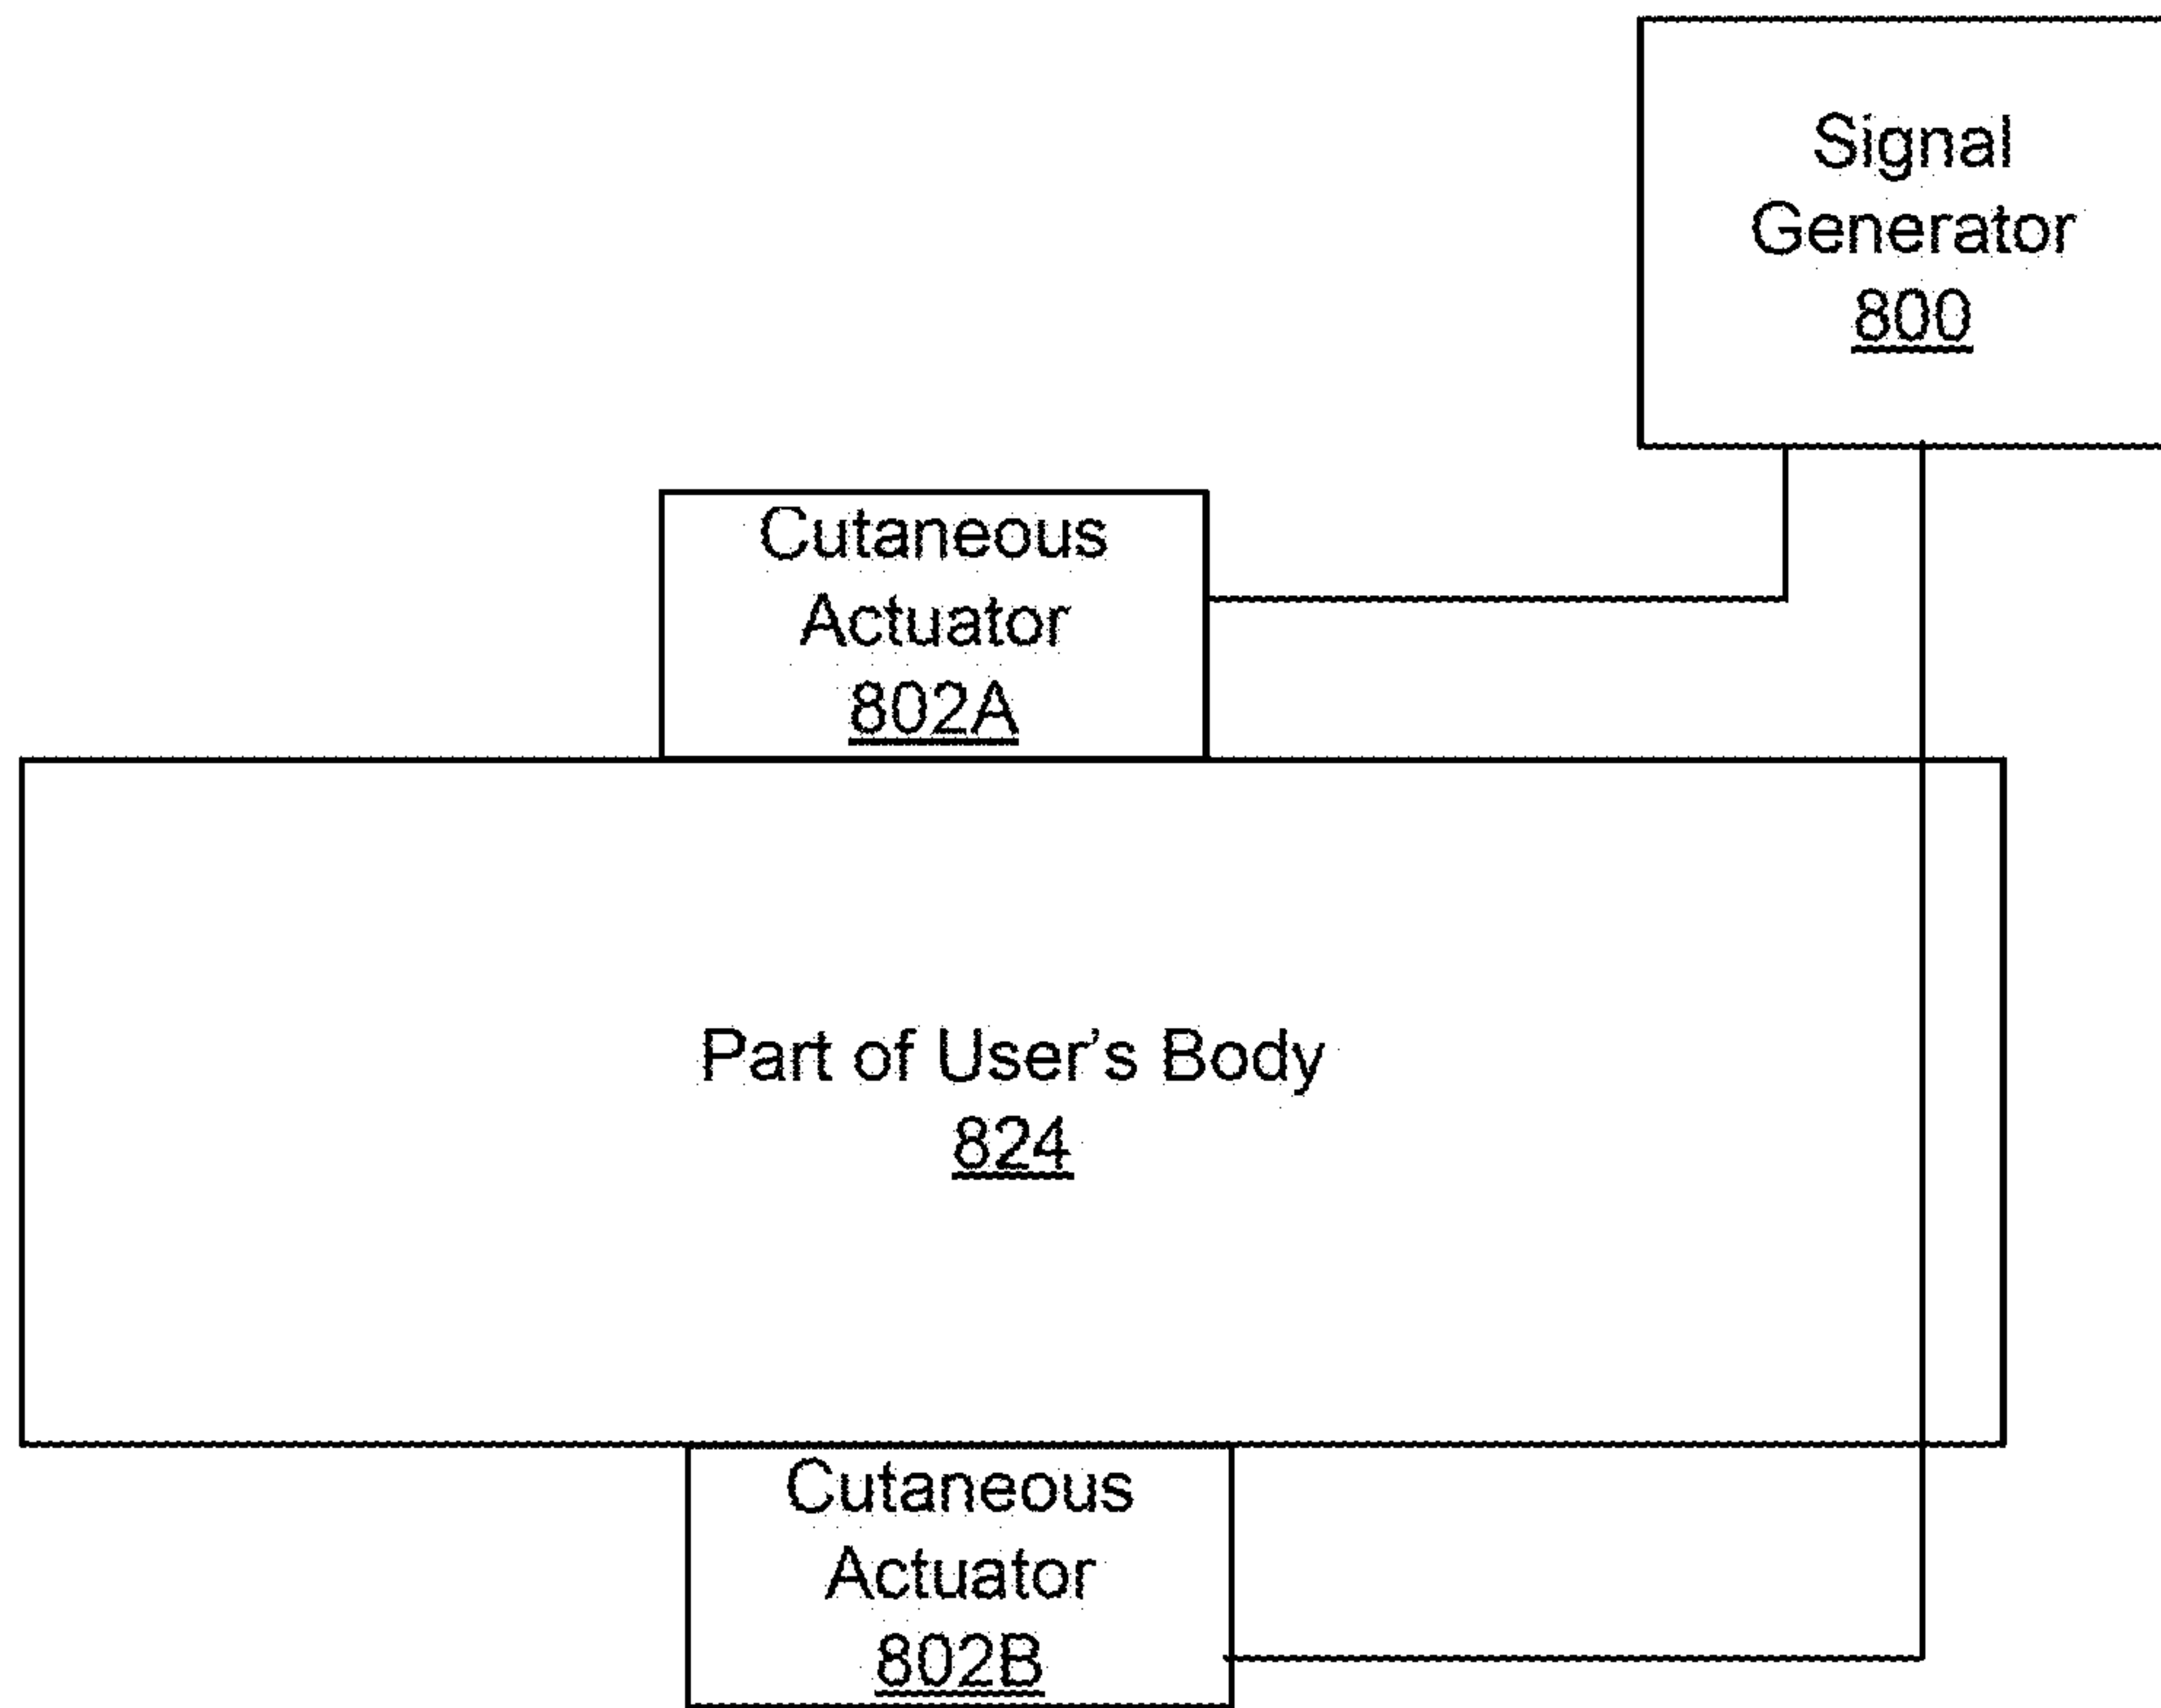 Signal
Generator
800
Cutaneous
Actuator
802A
Part of User's Body
824
Cutaneous
Actuator
802B